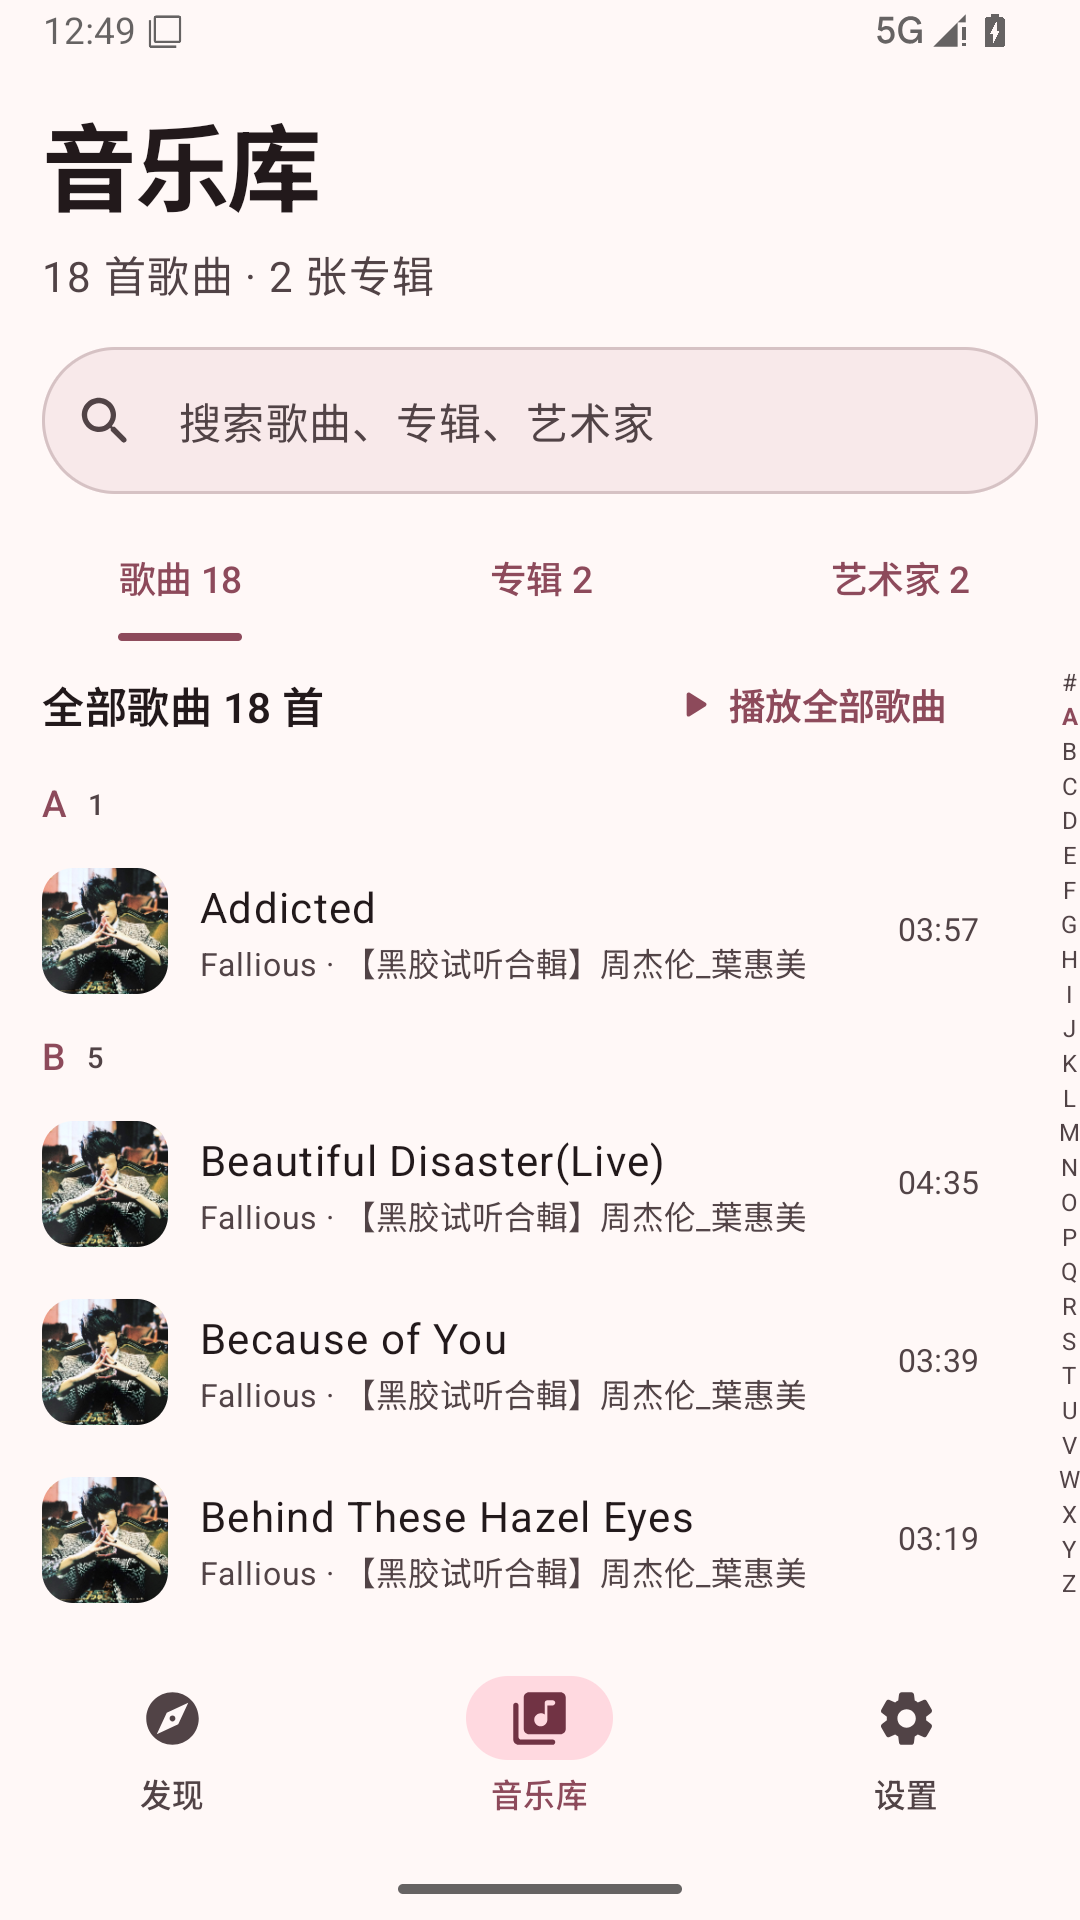 12:49 5G
音乐库
18 首歌曲 · 2 张专辑
搜索歌曲、专辑、艺术家
歌曲 18 专辑 2 艺术家 2
全部歌曲 18 首 播放全部歌曲
A 1
Addicted
Fallious · 【黑胶试听合輯】周杰伦_葉惠美
03:57
B 5
Beautiful Disaster(Live)
Fallious · 【黑胶试听合輯】周杰伦_葉惠美
04:35
Because of You
Fallious · 【黑胶试听合輯】周杰伦_葉惠美
03:39
Behind These Hazel Eyes
Fallious · 【黑胶试听合輯】周杰伦_葉惠美
03:19
#
A
B
C
D
E
F
G
H
I
J
K
L
M
N
O
P
Q
R
S
T
U
V
W
X
Y
Z
发现 音乐库 设置